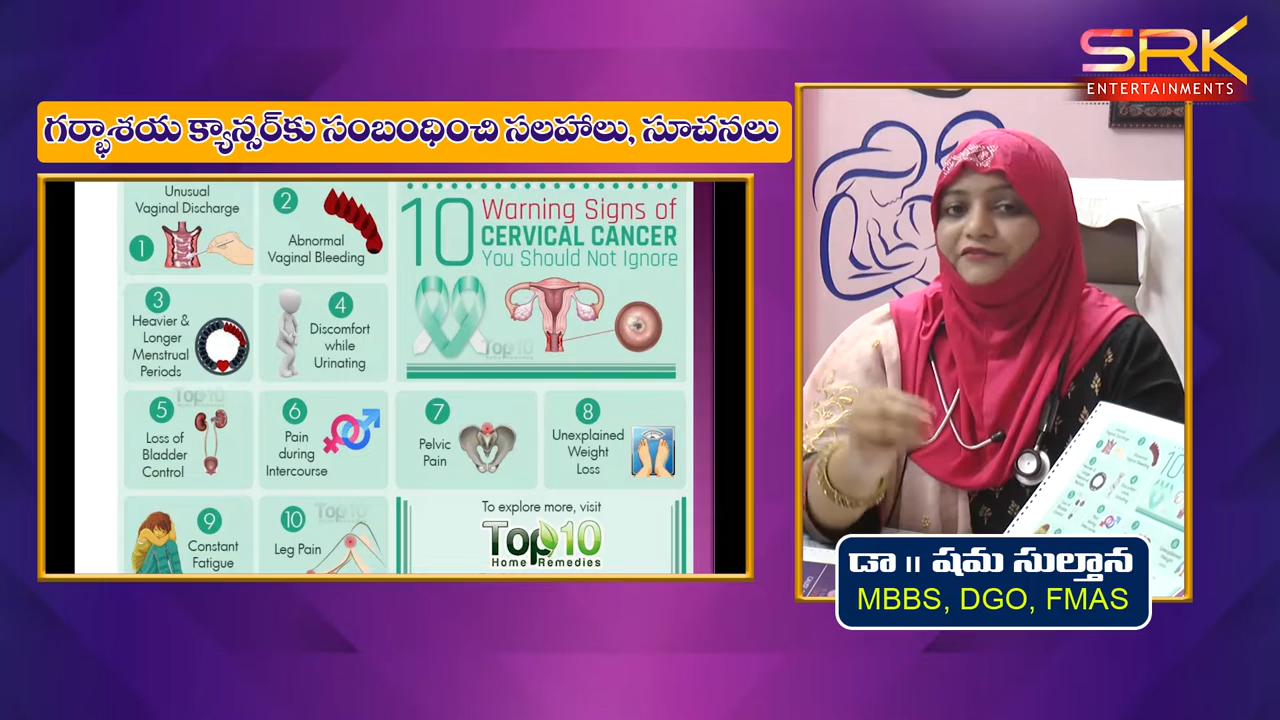 SRK
ENTERTAINMENTS
గర్భాశయ క్యాన్సర్‌కు సంబంధించి సలహాలు, సూచనలు
10
Warning Signs of
CERVICAL CANCER
You Should Not Ignore
1
Unusual
Vaginal Discharge
2
Abnormal
Vaginal Bleeding
3
Heavier &
Longer
Menstrual
Periods
4
Discomfort
while
Urinating
5
Loss of
Bladder
Control
6
Pain
during
Intercourse
7
Pelvic
Pain
8
Unexplained
Weight
Loss
9
Constant
Fatigue
10
Leg Pain
To explore more, visit
Top10
Home Remedies
డా॥ షమ సుల్తాన
MBBS, DGO, FMAS